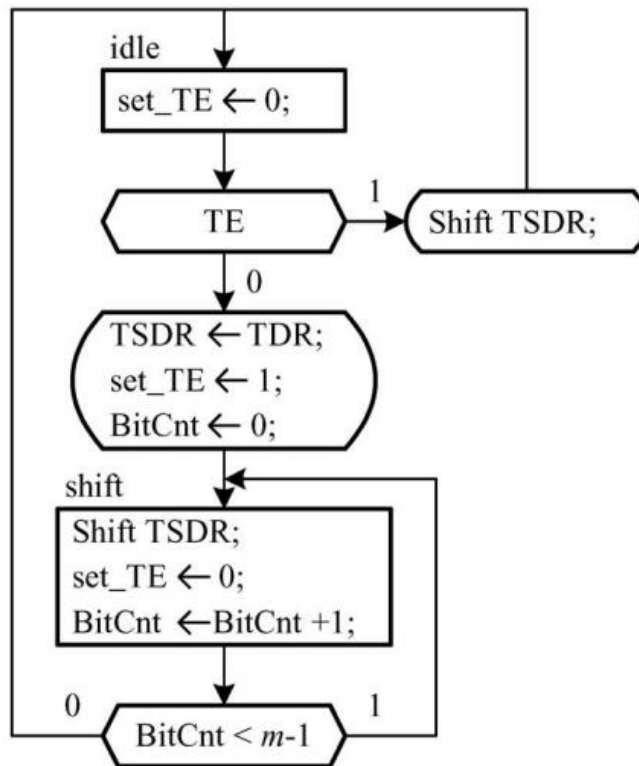 idle
set_TE ← 0;
TE
1
Shift TSDR;
0
TSDR ← TDR;
set_TE ← 1;
BitCnt ← 0;
shift
Shift TSDR;
set_TE ← 0;
BitCnt ←BitCnt +1;
0
BitCnt < m-1
1